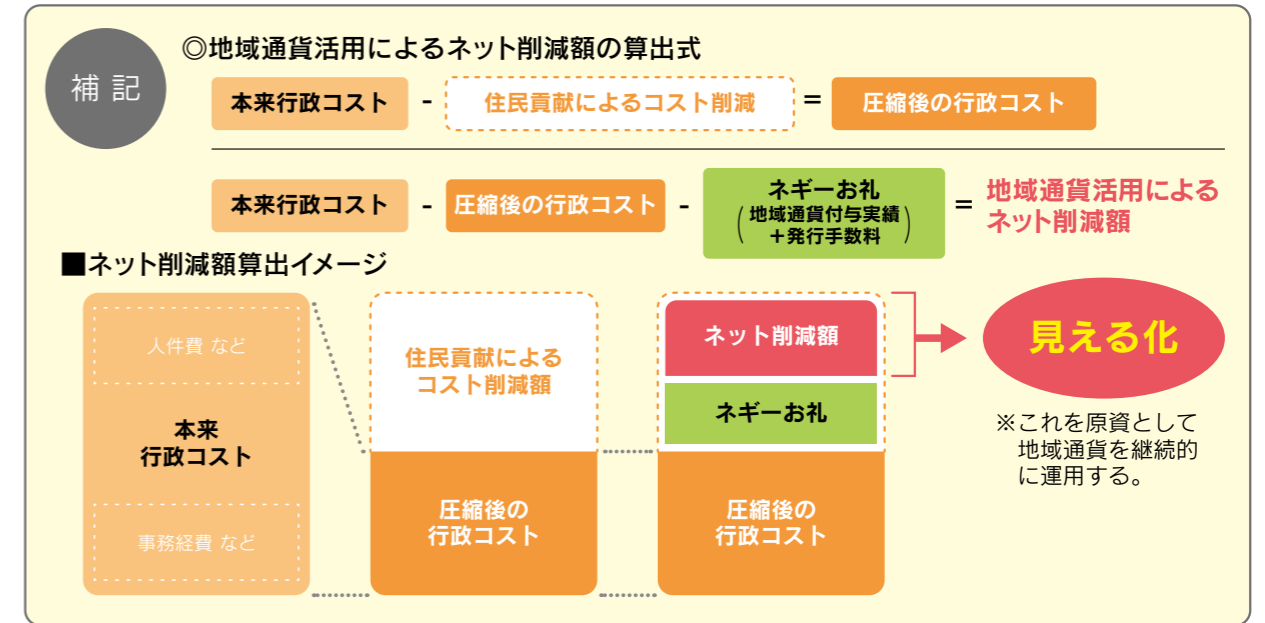 補 記
◎地域通貨活用によるネット削減額の算出式
本来行政コスト - 住民貢献によるコスト削減 = 圧縮後の行政コスト
本来行政コスト - 圧縮後の行政コスト - ネギーお礼
(地域通貨付与実績
+発行手数料)
= 地域通貨活用による
ネット削減額
■ネット削減額算出イメージ
人件費 など
本来
行政コスト
事務経費 など
住民貢献による
コスト削減額
圧縮後の
行政コスト
ネット削減額
ネギーお礼
圧縮後の
行政コスト
見える化
※これを原資として
地域通貨を継続的
に運用する。